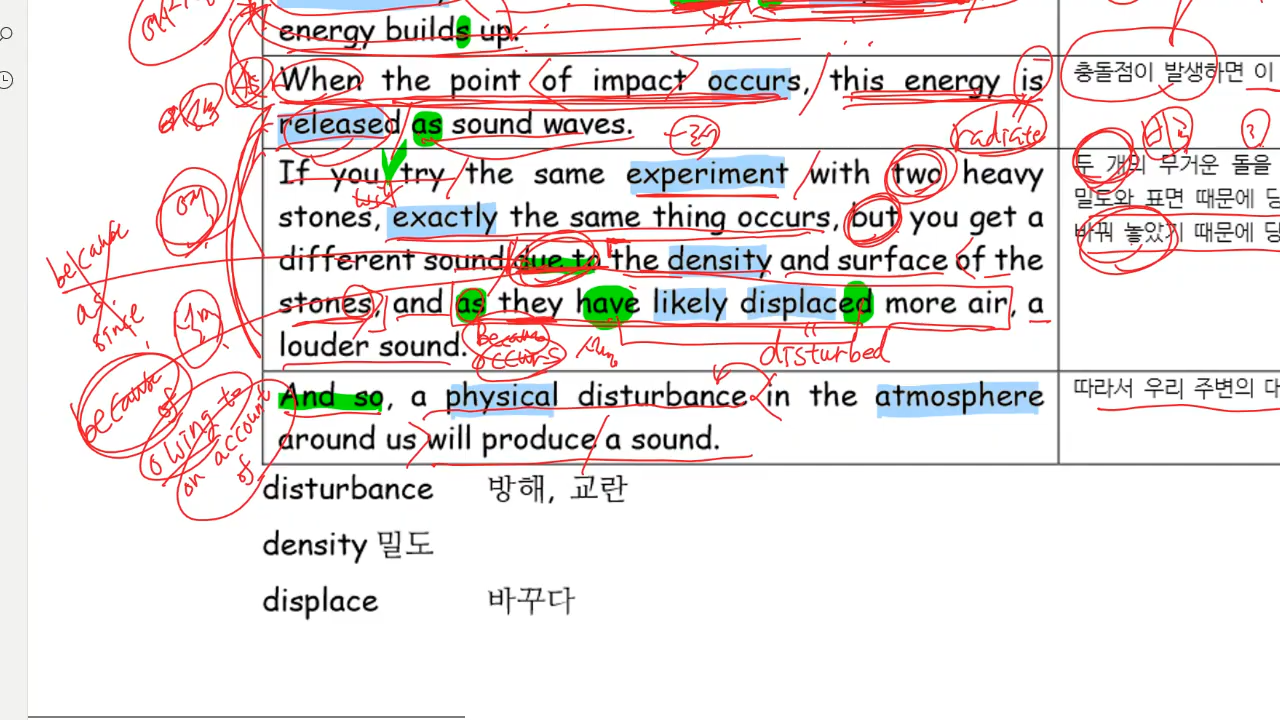 energy builds up.
When the point of impact occurs, this energy is
충돌점이 발생하면 이
released as sound waves.
radiate
If you try the same experiment with two heavy
두 개의 무거운 돌을
stones, exactly the same thing occurs, but you get a
밀도와 표면 때문에 당
바꿔 놓았기 때문에 당
because
different sound due to the density and surface of the
as
since
stones, and as they have likely displaced more air, a
louder sound.
because
occurs
disturbed
because of
owing to
on account of
And so, a physical disturbance in the atmosphere
따라서 우리 주변의 대
around us will produce a sound.
disturbance 방해, 교란
density 밀도
displace 바꾸다